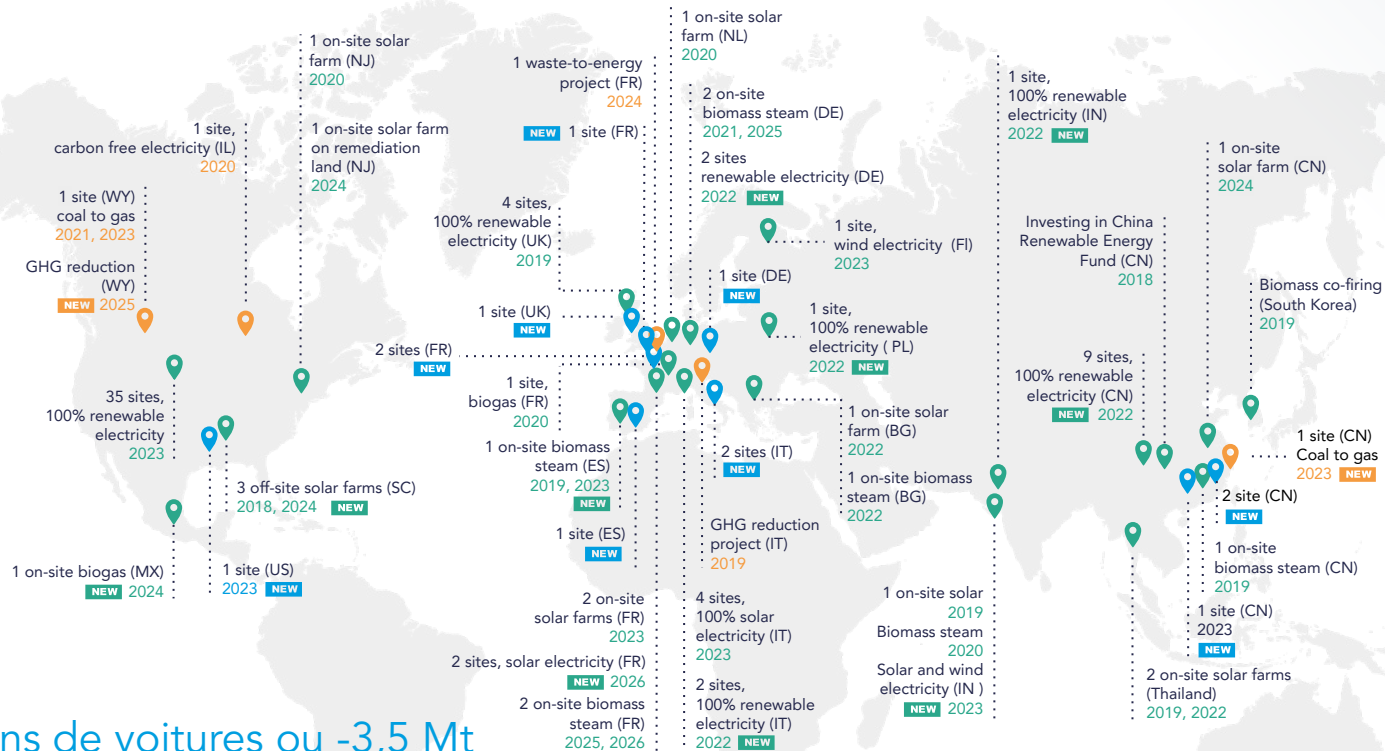 1 on-site solar
farm (NJ)
2020
1 site,
carbon free electricity (IL)
2020
1 on-site solar farm
on remediation
land (NJ)
2024
1 site (WY)
coal to gas
2021, 2023
GHG reduction
(WY)
NEW 2025
35 sites,
100% renewable
electricity
2023
3 off-site solar farms (SC)
2018, 2024 NEW
1 on-site biogas (MX)
NEW 2024
1 site (US)
2023 NEW
1 on-site solar
farm (NL)
2020
1 waste-to-energy
project (FR)
2024
NEW 1 site (FR)
2 on-site
biomass steam (DE)
2021, 2025
2 sites
renewable electricity (DE)
2022 NEW
4 sites,
100% renewable
electricity (UK)
2019
1 site,
wind electricity (FI)
2023
1 site (DE)
NEW
1 site (UK)
NEW
1 site,
100% renewable
electricity ( PL)
2022 NEW
2 sites (FR)
NEW
1 site,
biogas (FR)
2020
1 on-site solar
farm (BG)
2022
1 on-site biomass
steam (ES)
2019, 2023
NEW
2 sites (IT)
NEW
1 on-site biomass
steam (BG)
2022
1 site (ES)
NEW
GHG reduction
project (IT)
2019
2 on-site
solar farms (FR)
2023
4 sites,
100% solar
electricity (IT)
2023
2 sites, solar electricity (FR)
NEW 2026
2 on-site biomass
steam (FR)
2025, 2026
2 sites,
100% renewable
electricity (IT)
2022 NEW
1 site,
100% renewable
electricity (IN)
2022 NEW
1 on-site
solar farm (CN)
2024
Investing in China
Renewable Energy
Fund (CN)
2018
Biomass co-firing
(South Korea)
2019
9 sites,
100% renewable
electricity (CN)
NEW 2022
1 site (CN)
Coal to gas
2023 NEW
2 site (CN)
NEW
1 on-site
biomass steam (CN)
2019
1 site (CN)
2023
NEW
1 on-site solar
2019
Biomass steam
2020
Solar and wind
electricity (IN )
NEW 2023
2 on-site solar farms
(Thailand)
2019, 2022
ns de voitures ou -3,5 Mt